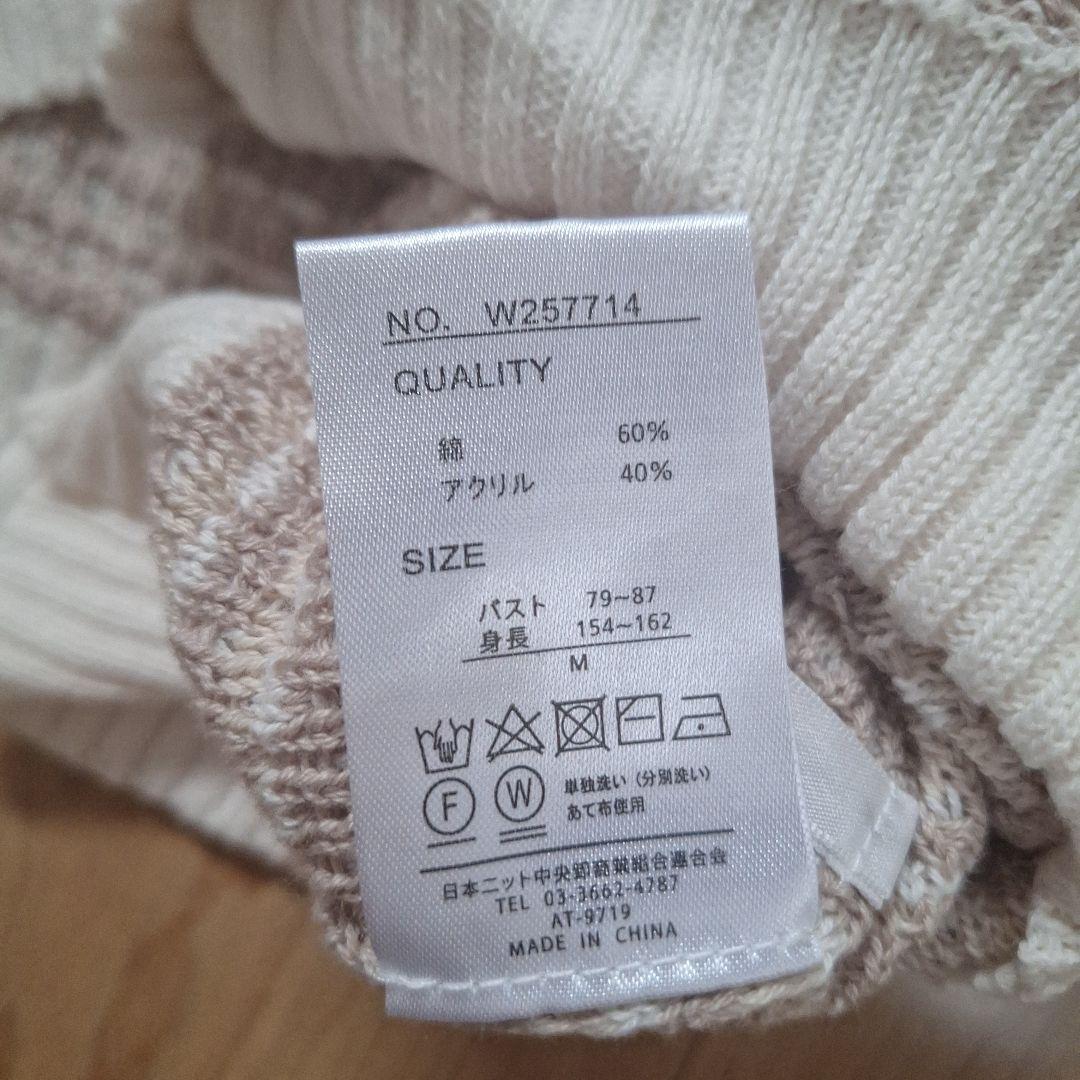 NO. W257714
QUALITY
綿 60%
アクリル 40%
SIZE
バスト 79~87
身長 154~162
M
F
W
単独洗い(分別洗い)
あて布使用
日本ニット中央卸商業組合連合会
TEL 03-3662-4787
AT-9719
MADE IN CHINA